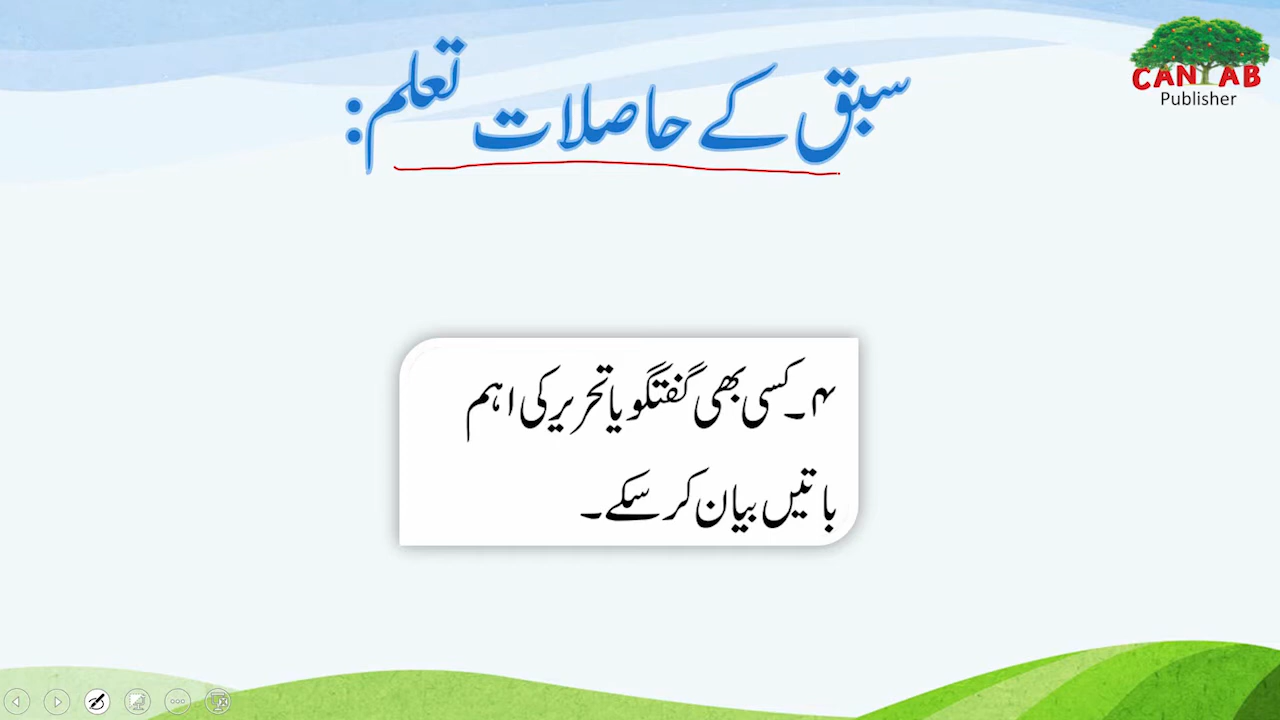 سبق کے حاصلات تعلم:
CANTAB
Publisher
۴۔ کسی بھی گفتگو یا تحریر کی اہم
باتیں بیان کر سکے۔